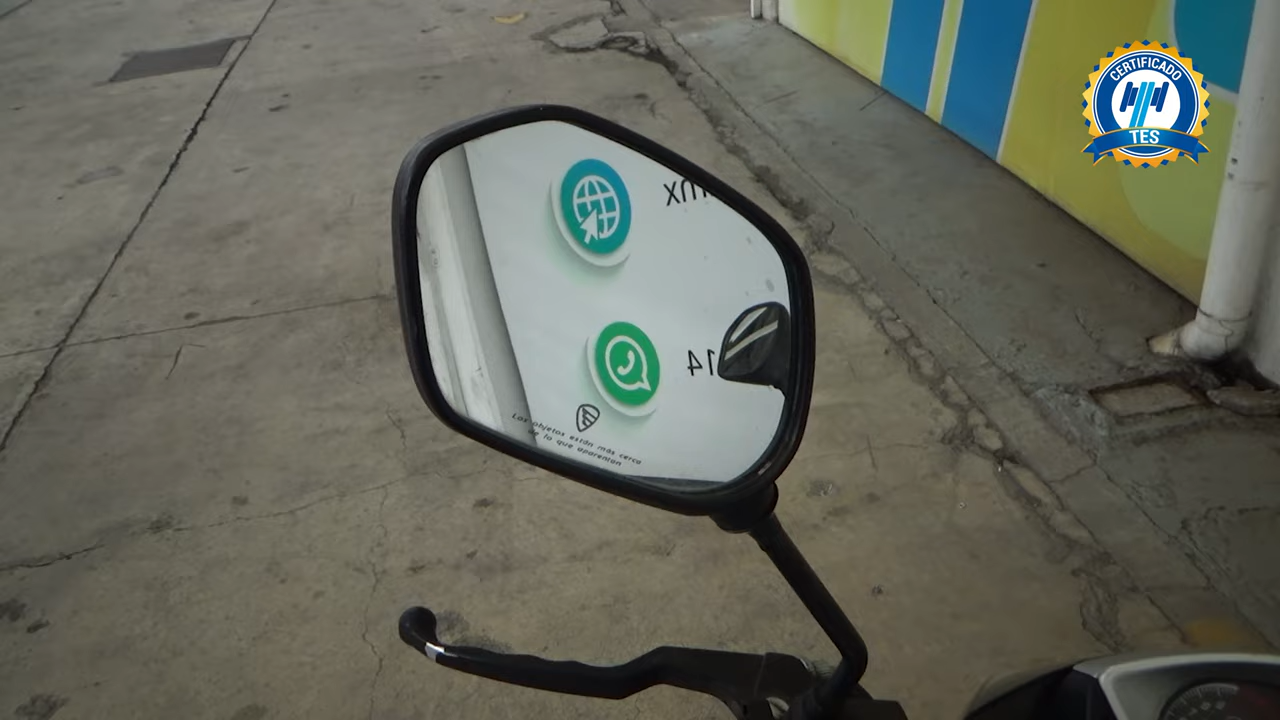 CERTIFICADO
TES
mx
14
Los objetos están más cerca
de lo que aparentan